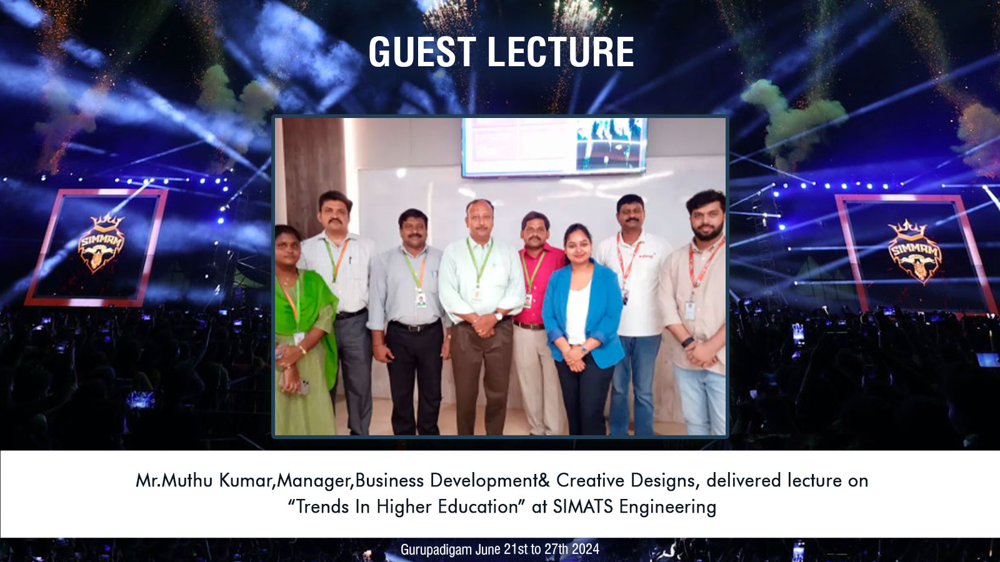 GUEST LECTURE
SIMMAM
SIMMAM
Mr.Muthu Kumar,Manager,Business Development& Creative Designs, delivered lecture on
“Trends In Higher Education” at SIMATS Engineering
Gurupadigam June 21st to 27th 2024